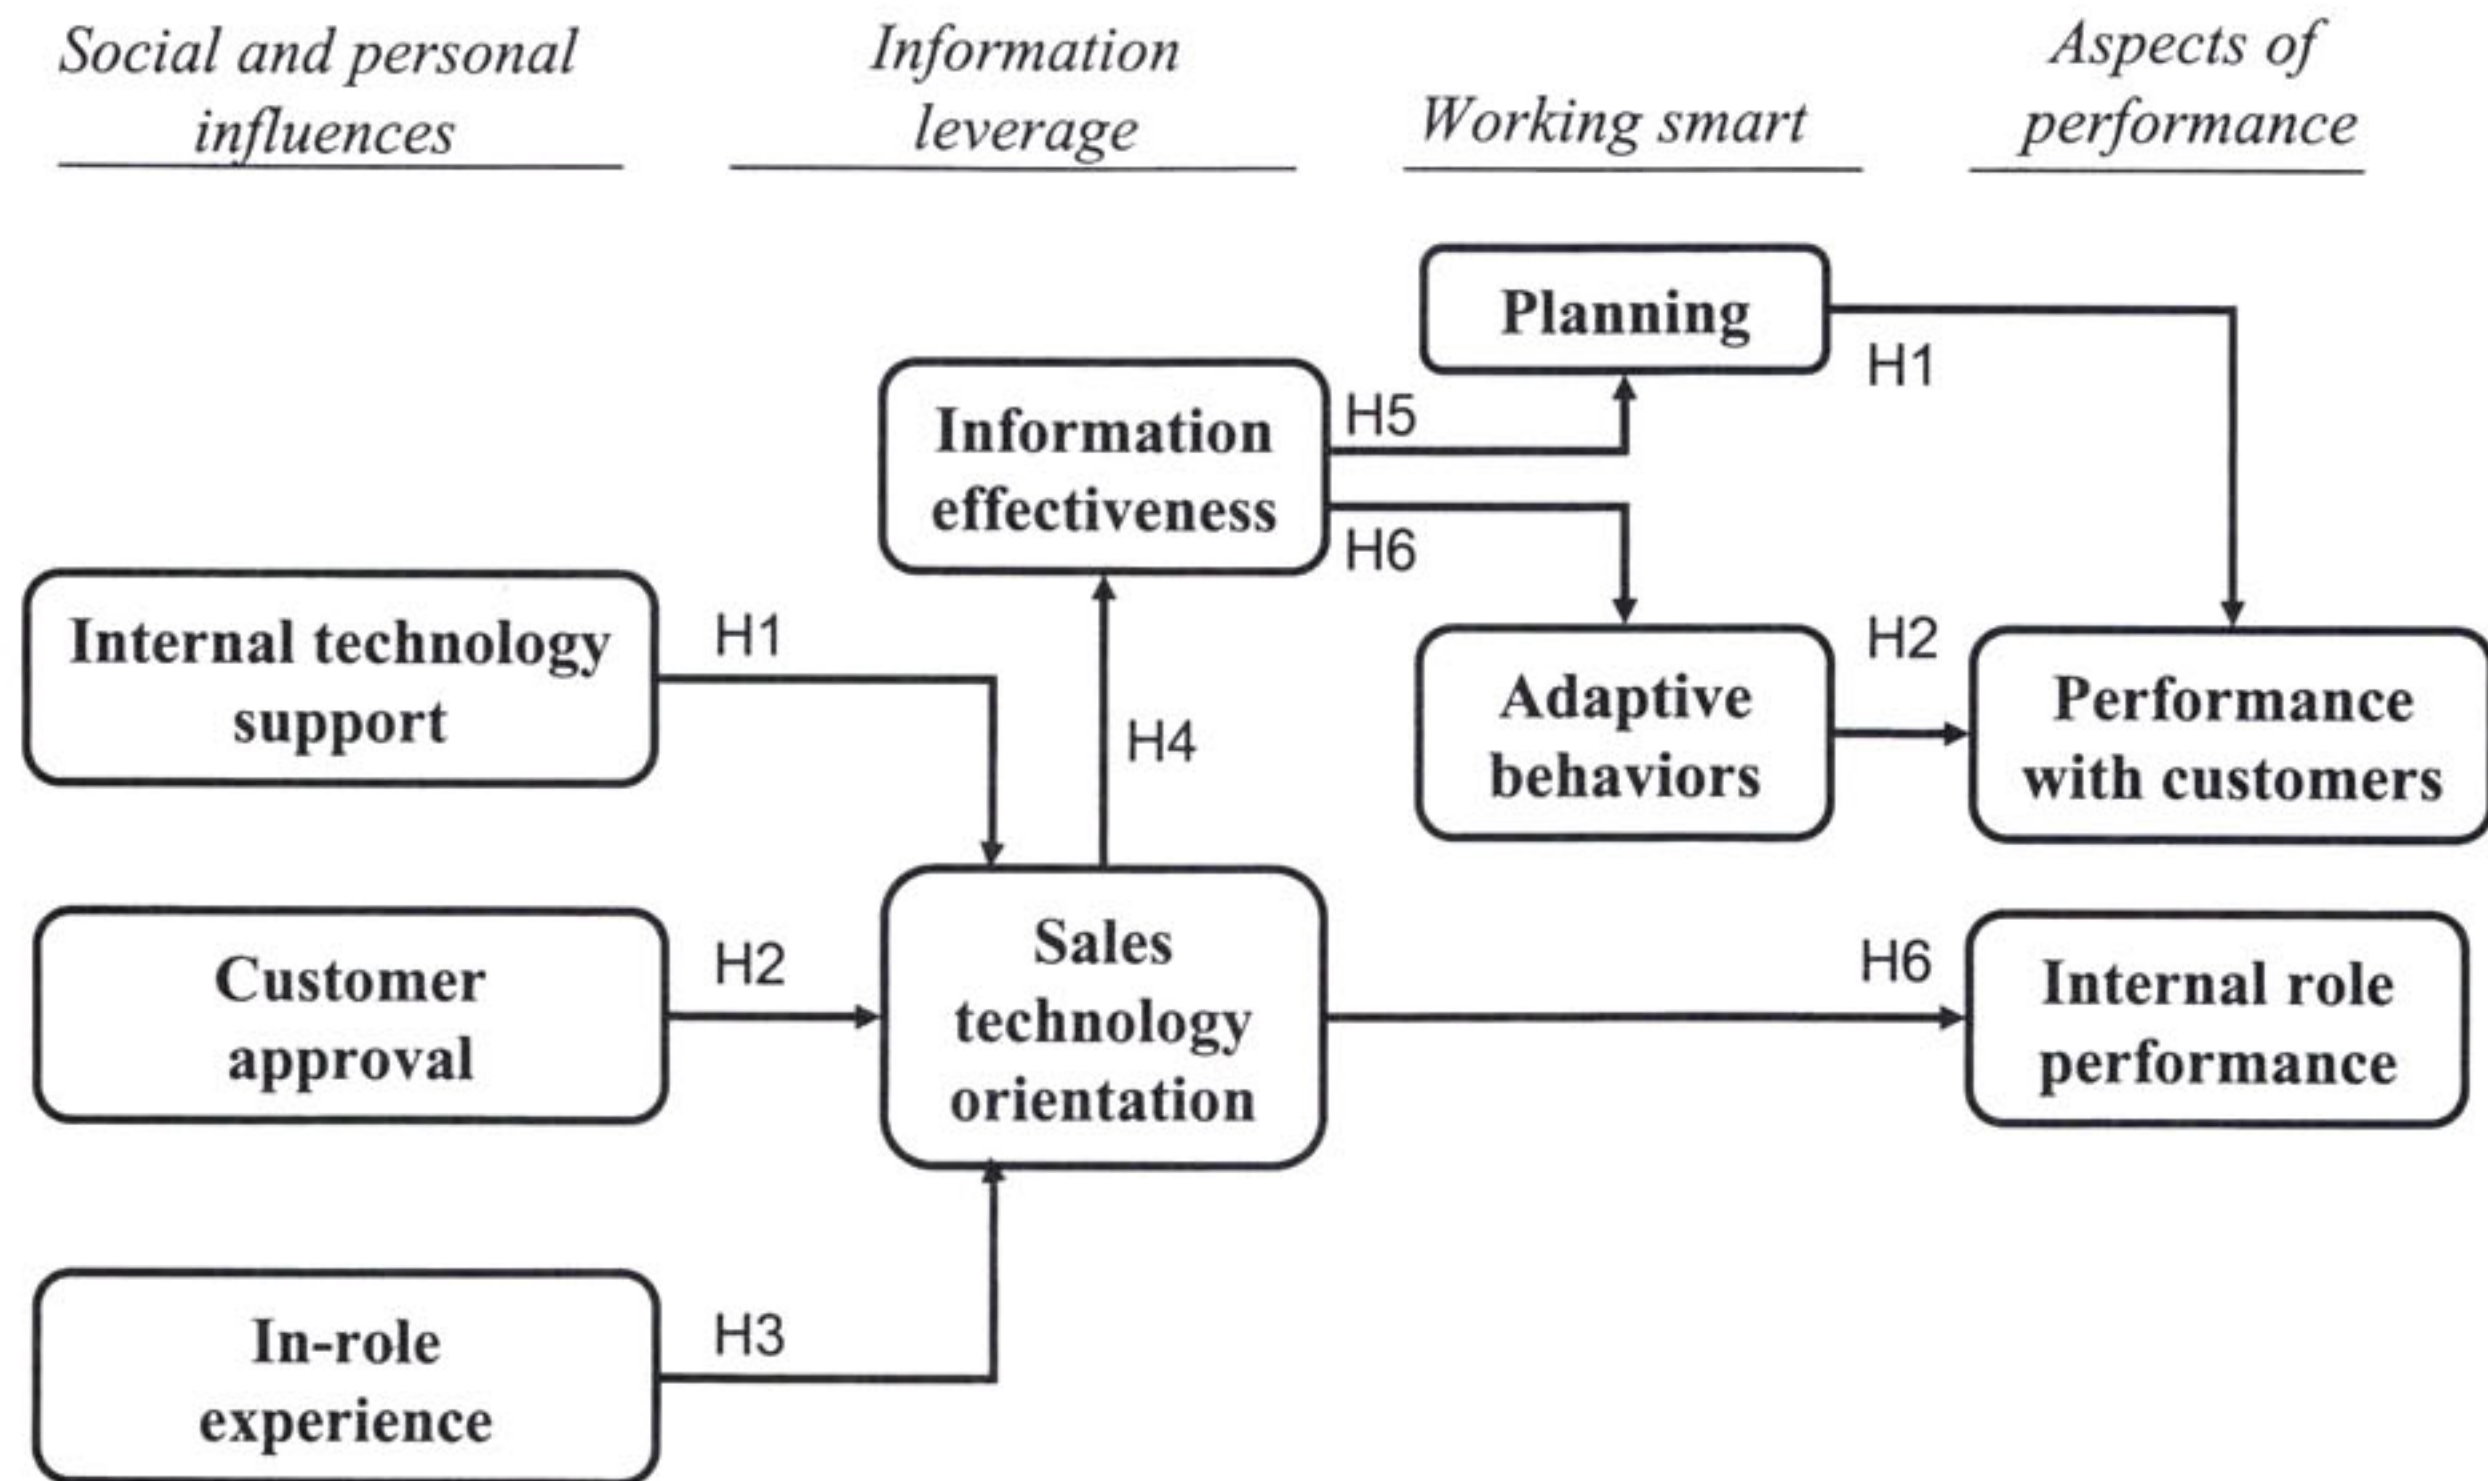 Social and personal
influences
Information
leverage
Working smart
Aspects of
performance
Planning
H1
Information
effectiveness
H5
H6
Internal technology
support
H1
H4
Adaptive
behaviors
H2
Performance
with customers
Customer
approval
H2
Sales
technology
orientation
H6
Internal role
performance
In-role
experience
H3